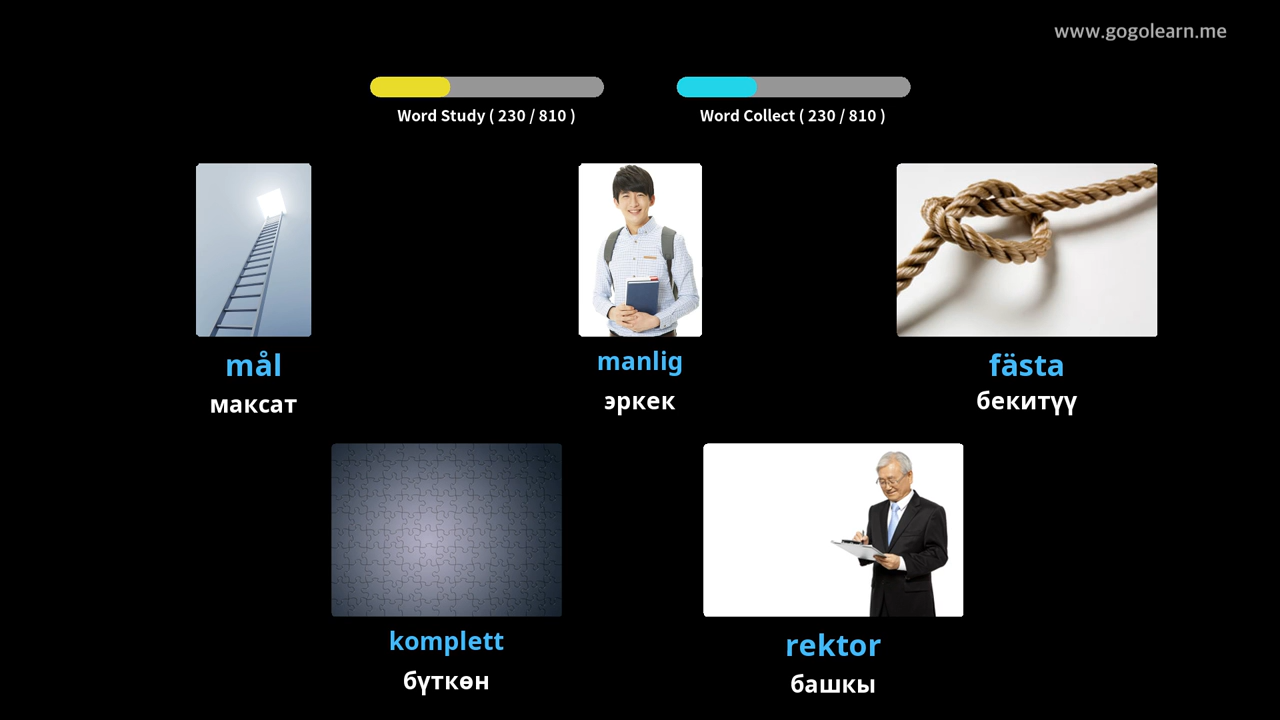 www.gogolearn.me
Word Study ( 230 / 810 )
Word Collect ( 230 / 810 )
mål
максат
manlig
эркек
fästa
бекитүү
komplett
бүткөн
rektor
башкы